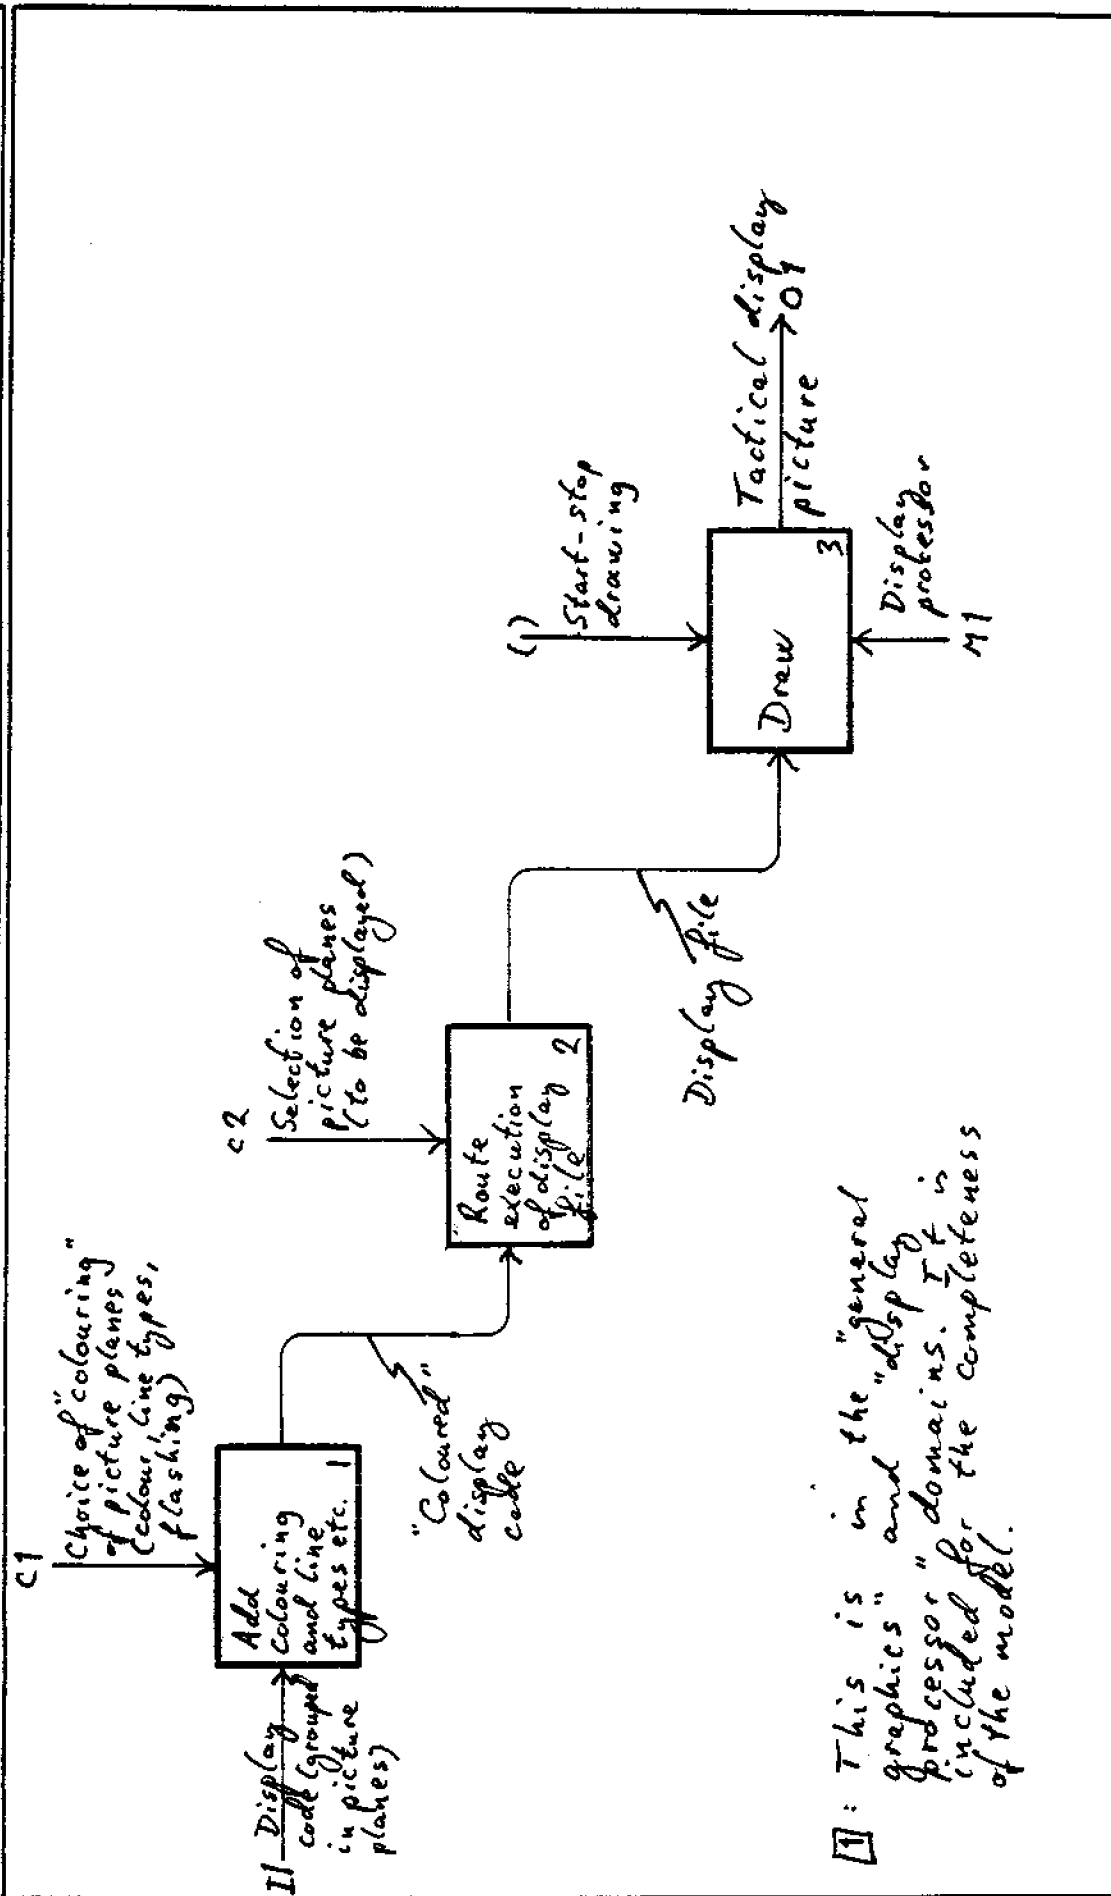 C1
Choice of "colouring"
of picture planes
(colour, line types,
flashing)
I1
Display
code (grouped
in picture
planes)
Add
colouring
and line
types etc.
1
"Coloured"
display
code
C2
Selection of
picture planes
(to be displayed)
Route
execution
of display
file
2
Display file
()
Start-stop
drawing
Draw
3
Display
processor
M1
Tactical display
picture
O1
1: This is in the "general
graphics" and "display
processor" domains. It is
included for the completeness
of the model.